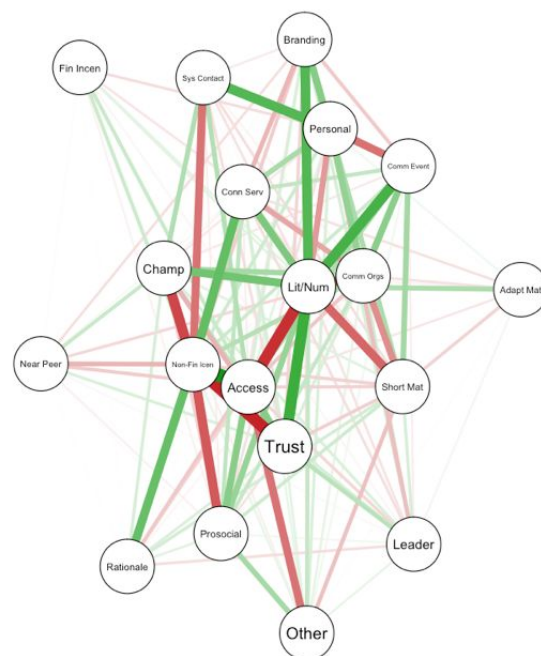 Branding
Fin Incen
Sys Contact
Personal
Comm Event
Conn Serv
Champ
Comm Orgs
Lit/Num
Adapt Mat
Near Peer
Non-Fin Icen
Access
Short Mat
Trust
Prosocial
Leader
Rationale
Other